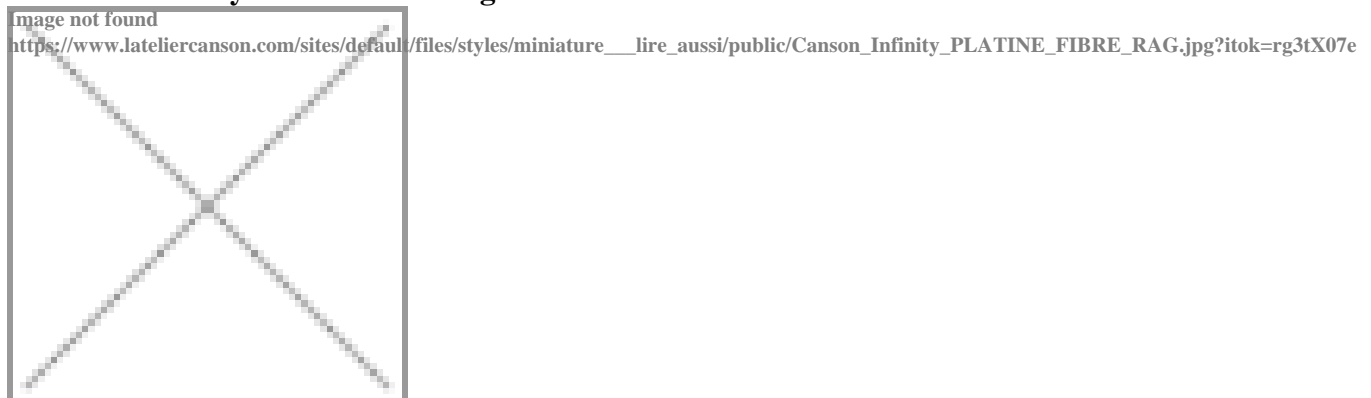 Image not found
https://www.lateliercanson.com/sites/default/files/styles/miniature___lire_aussi/public/Canson_Infinity_PLATINE_FIBRE_RAG.jpg?itok=rg3tX07e